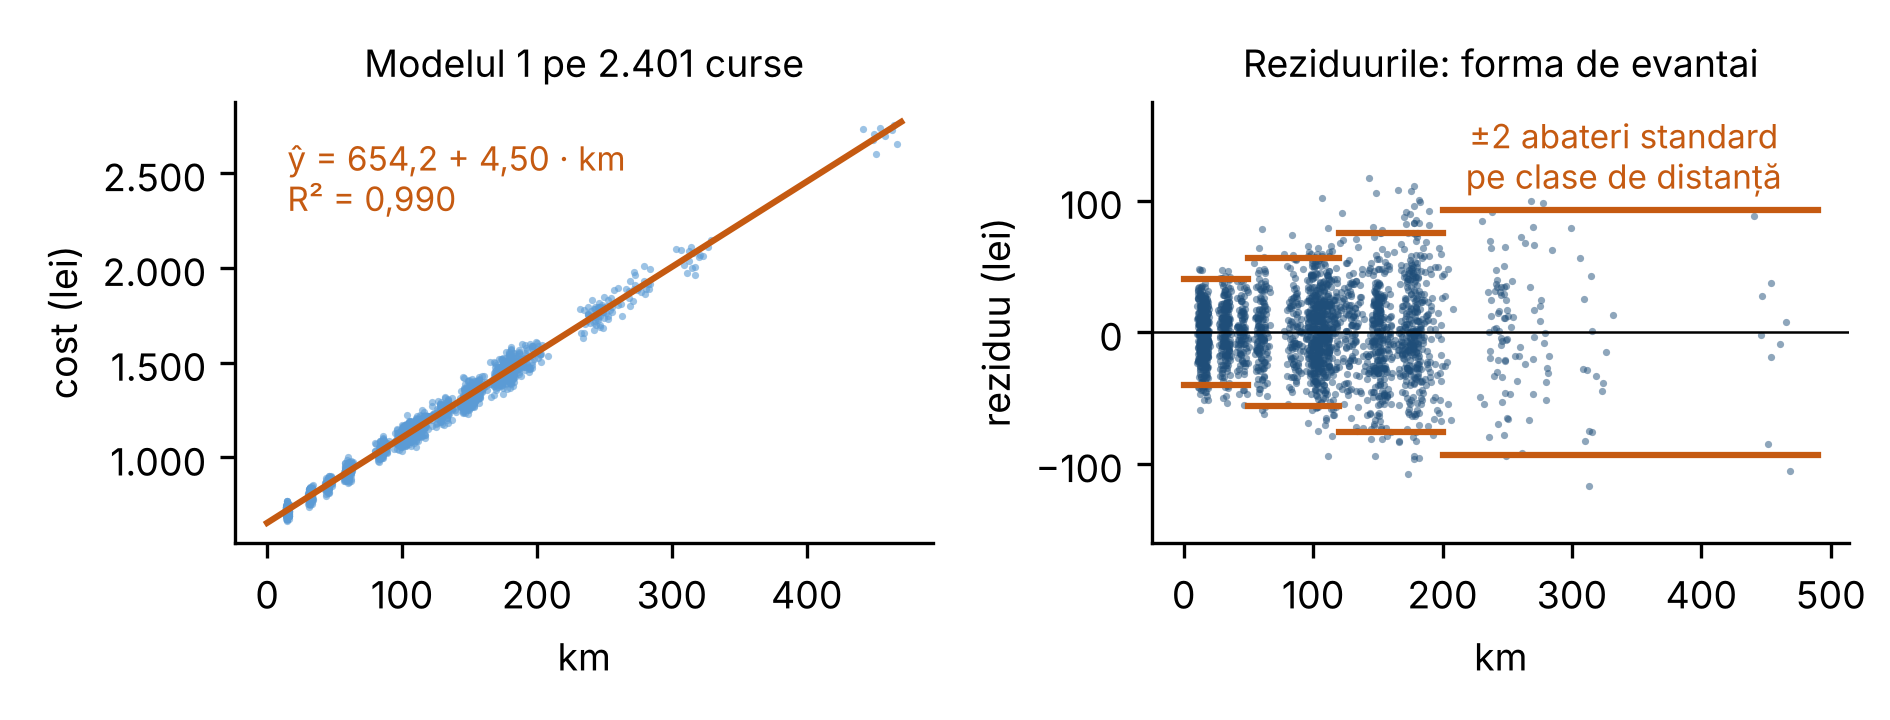 Modelul 1 pe 2.401 curse
ŷ = 654,2 + 4,50 · km
R² = 0,990
cost (lei)
2.500
2.000
1.500
1.000
0
100
200
300
400
km
Reziduurile: forma de evantai
±2 abateri standard
pe clase de distanță
reziduu (lei)
100
0
−100
0
100
200
300
400
500
km